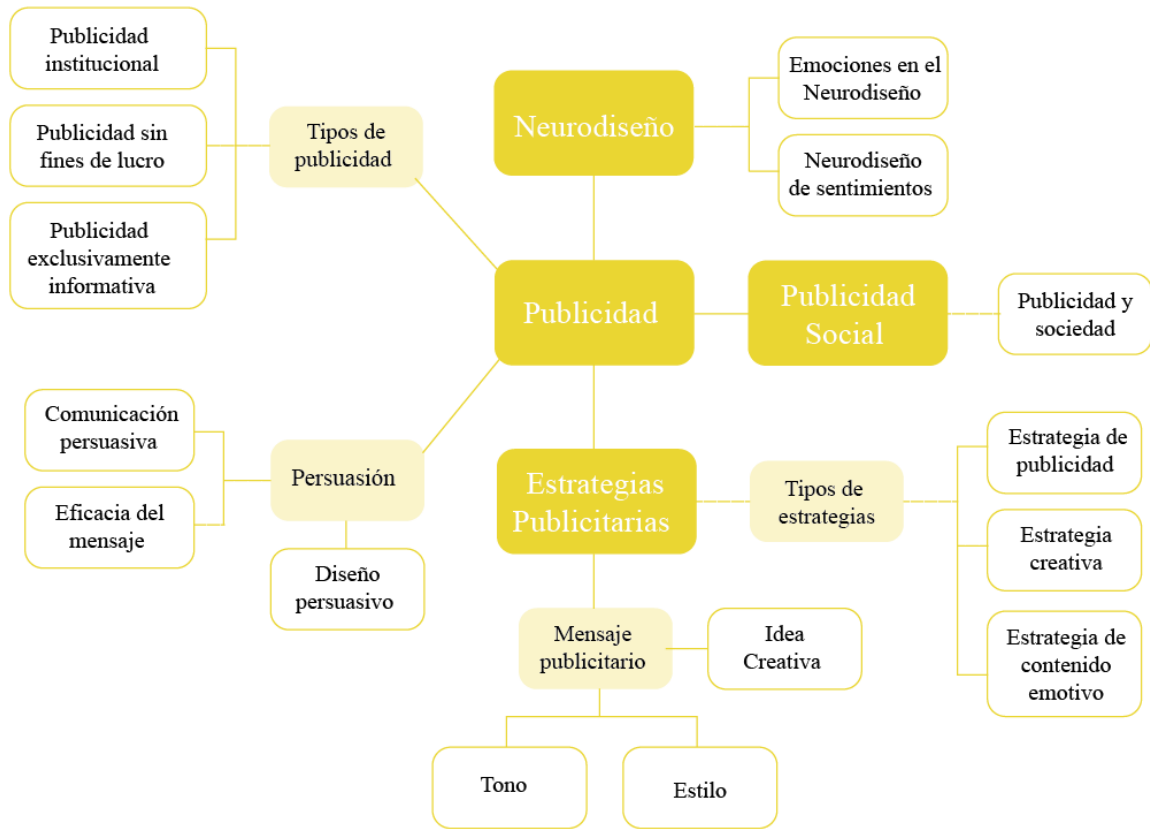 Publicidad
institucional
Publicidad sin
fines de lucro
Publicidad
exclusivamente
informativa
Tipos de
publicidad
Neurodiseño
Emociones en el
Neurodiseño
Neurodiseño
de sentimientos
Publicidad
Publicidad
Social
Publicidad y
sociedad
Comunicación
persuasiva
Eficacia del
mensaje
Persuasión
Diseño
persuasivo
Estrategias
Publicitarias
Tipos de
estrategias
Estrategia de
publicidad
Estrategia
creativa
Estrategia de
contenido
emotivo
Mensaje
publicitario
Idea
Creativa
Tono
Estilo